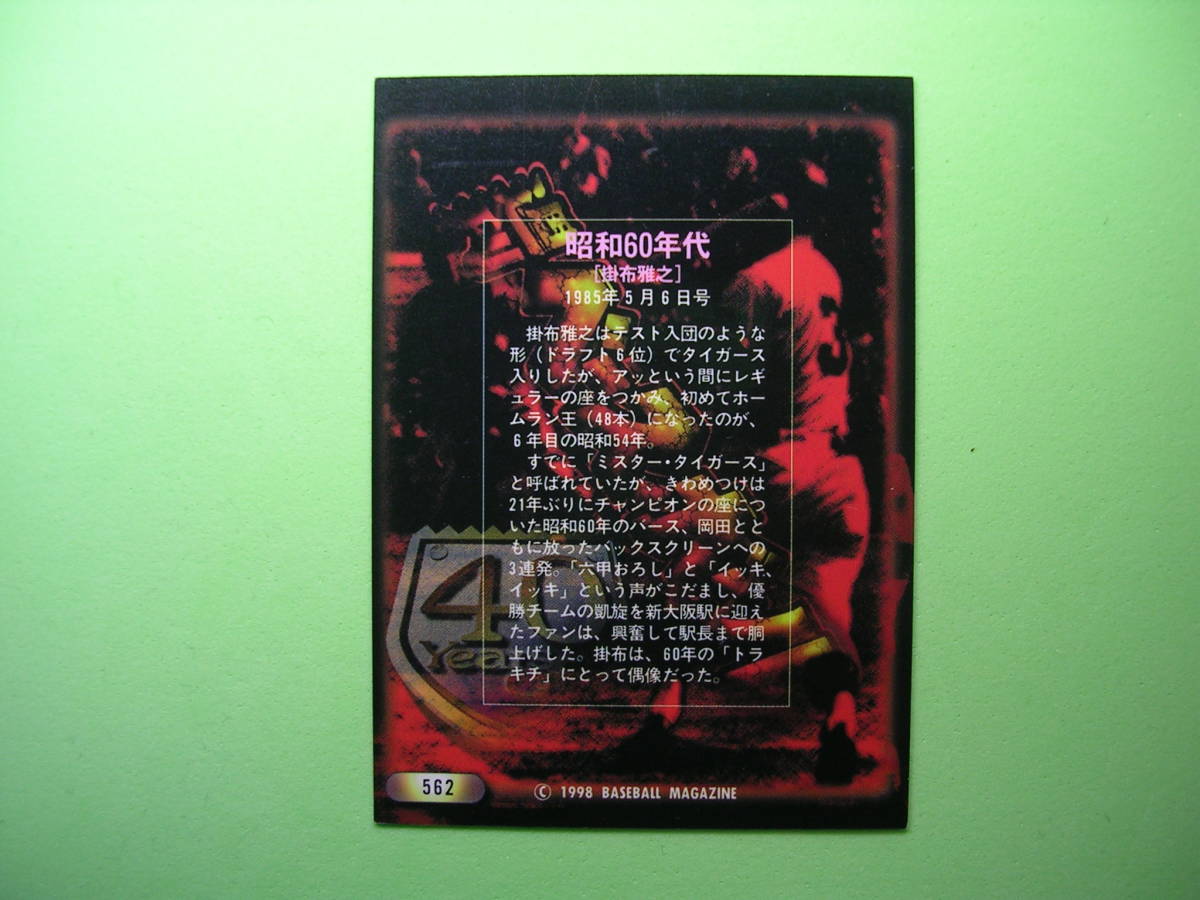 昭和60年代
[掛布雅之]
1985年5月6日号
掛布雅之はテスト入団のような
形（ドラフト6位）でタイガース
入りしたが、アッという間にレギ
ュラーの座をつかみ、初めてホー
ムラン王（48本）になったのが、
6年目の昭和54年。
すでに「ミスター・タイガース」
と呼ばれていたが、きわめつけは
21年ぶりにチャンピオンの座につ
いた昭和60年のバース、岡田とと
もに放ったバックスクリーンへの
3連発。「六甲おろし」と「イッキ、
イッキ」という声がこだまし、優
勝チームの凱旋を新大阪駅に迎え
たファンは、興奮して駅長まで胴
上げした。掛布は、60年の「トラ
キチ」にとって偶像だった。
40
Years
562
© 1998 BASEBALL MAGAZINE